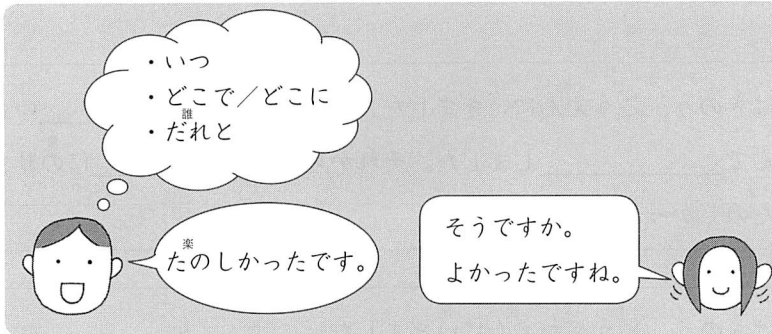 ・いつ
・どこで／どこに
・だれと
誰
たのしかったです。
楽
そうですか。
よかったですね。